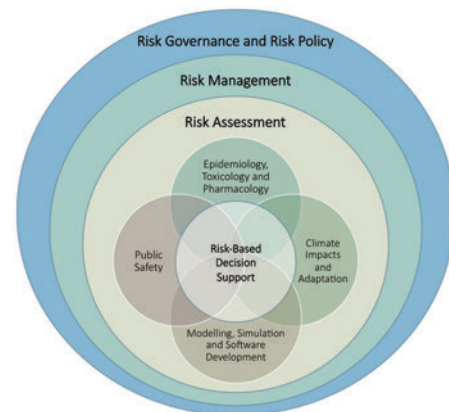 Risk Governance and Risk Policy
Risk Management
Risk Assessment
Epidemiology,
Toxicology and
Pharmacology
Public
Safety
Risk-Based
Decision
Support
Climate
Impacts
and
Adaptation
Modelling, Simulation
and Software
Development